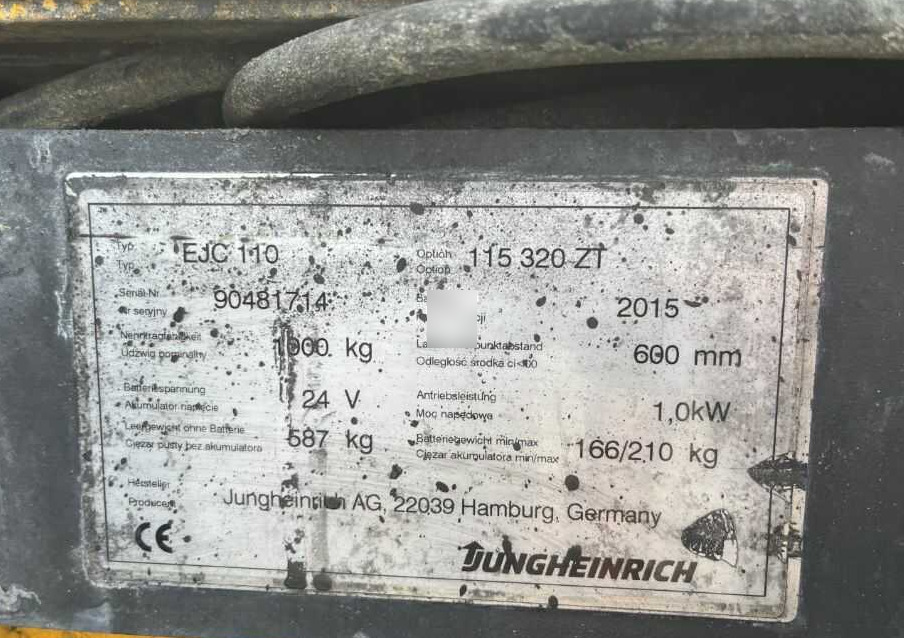 Typ EJC 110 Option 115 320 ZT
Typ Option
Serial-Nr 90481714 2015
Nr seryjny
Nenntragfähigkeit 1000 kg 600 mm
Udźwig nominalny Odległość środka
Batteriespannung 24 V Antriebsleistung 1,0kW
Akumulator napięcie Moc napędowa
Leergewicht ohne Batterie 587 kg Batteriegewicht min/max 166/210 kg
Ciężar pusty bez akumulatora Ciężar akumulatora min/max
Hersteller Jungheinrich AG, 22039 Hamburg, Germany
Producent
CE JUNGHEINRICH